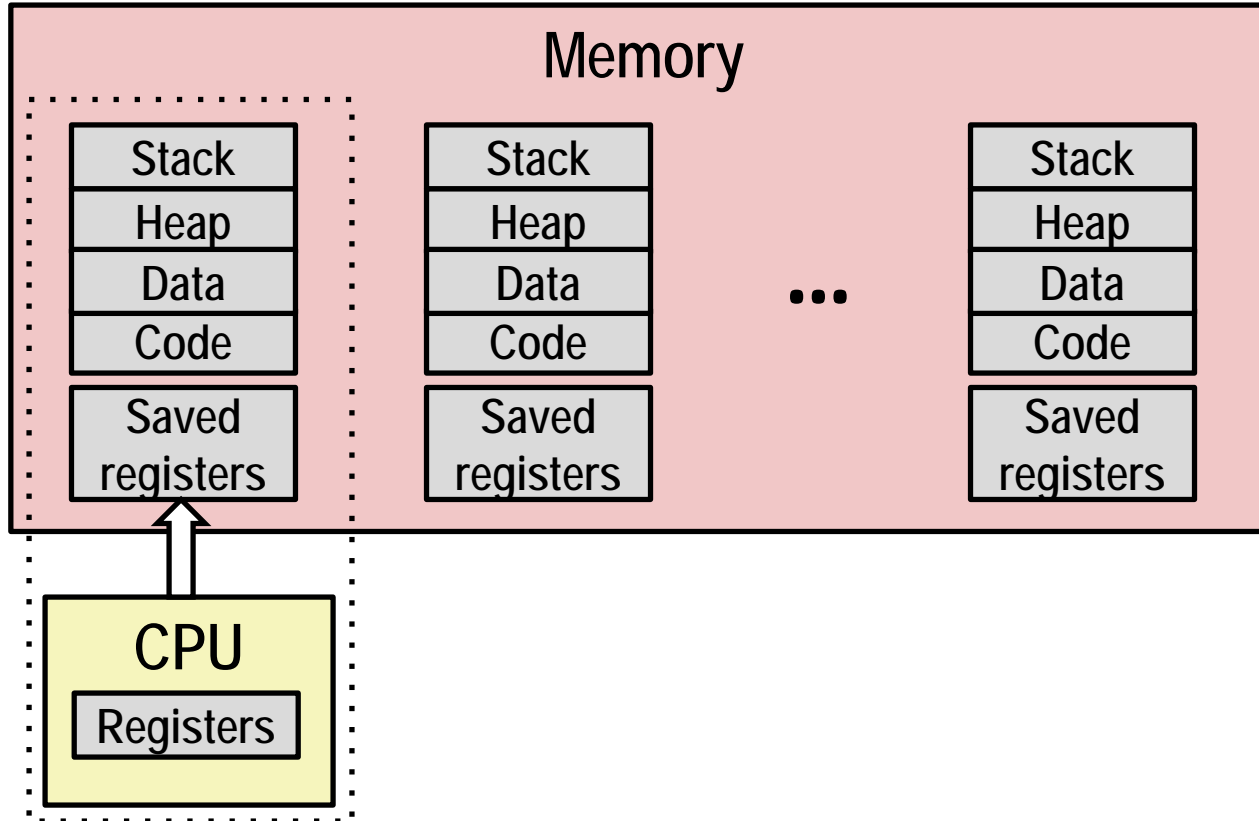 Memory
Stack
Heap
Data
Code
Saved
registers
Stack
Heap
Data
Code
Saved
registers
...
Stack
Heap
Data
Code
Saved
registers
CPU
Registers